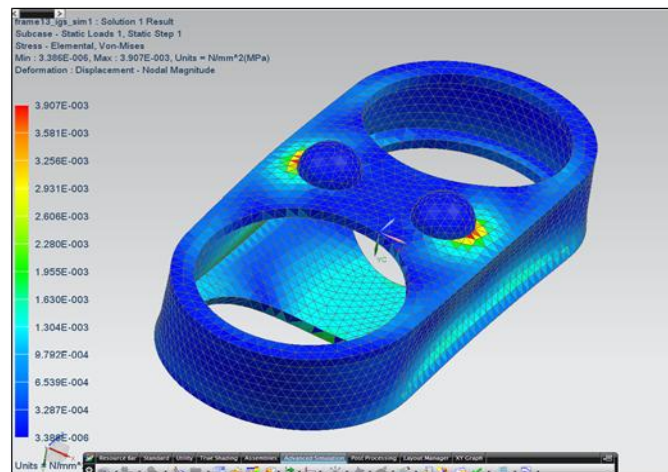 frame13_igs_sim1 : Solution 1 Result
Subcase - Static Loads 1, Static Step 1
Stress - Elemental, Von-Mises
Min : 3.386E-006, Max : 3.907E-003, Units = N/mm^2(MPa)
Deformation : Displacement - Nodal Magnitude
3.907E-003
3.581E-003
3.256E-003
2.931E-003
2.606E-003
2.280E-003
1.955E-003
1.630E-003
1.304E-003
9.792E-004
6.539E-004
3.287E-004
3.386E-006
YC
Units = N/mm^
Resource Bar Standard Utility True Shading Assemblies Advanced Simulation Post Processing Layout Manager XY Graph